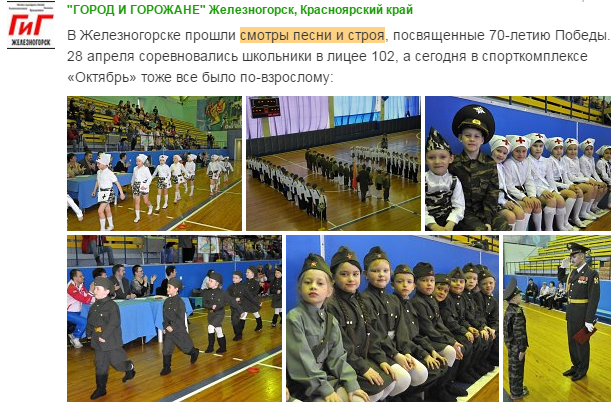 "ГОРОД И ГОРОЖАНЕ" Железногорск, Красноярский край
ГиГ
ЖЕЛЕЗНОГОРСК
В Железногорске прошли смотры песни и строя, посвященные 70-летию Победы.
28 апреля соревновались школьники в лицее 102, а сегодня в спорткомплексе
«Октябрь» тоже все было по-взрослому: